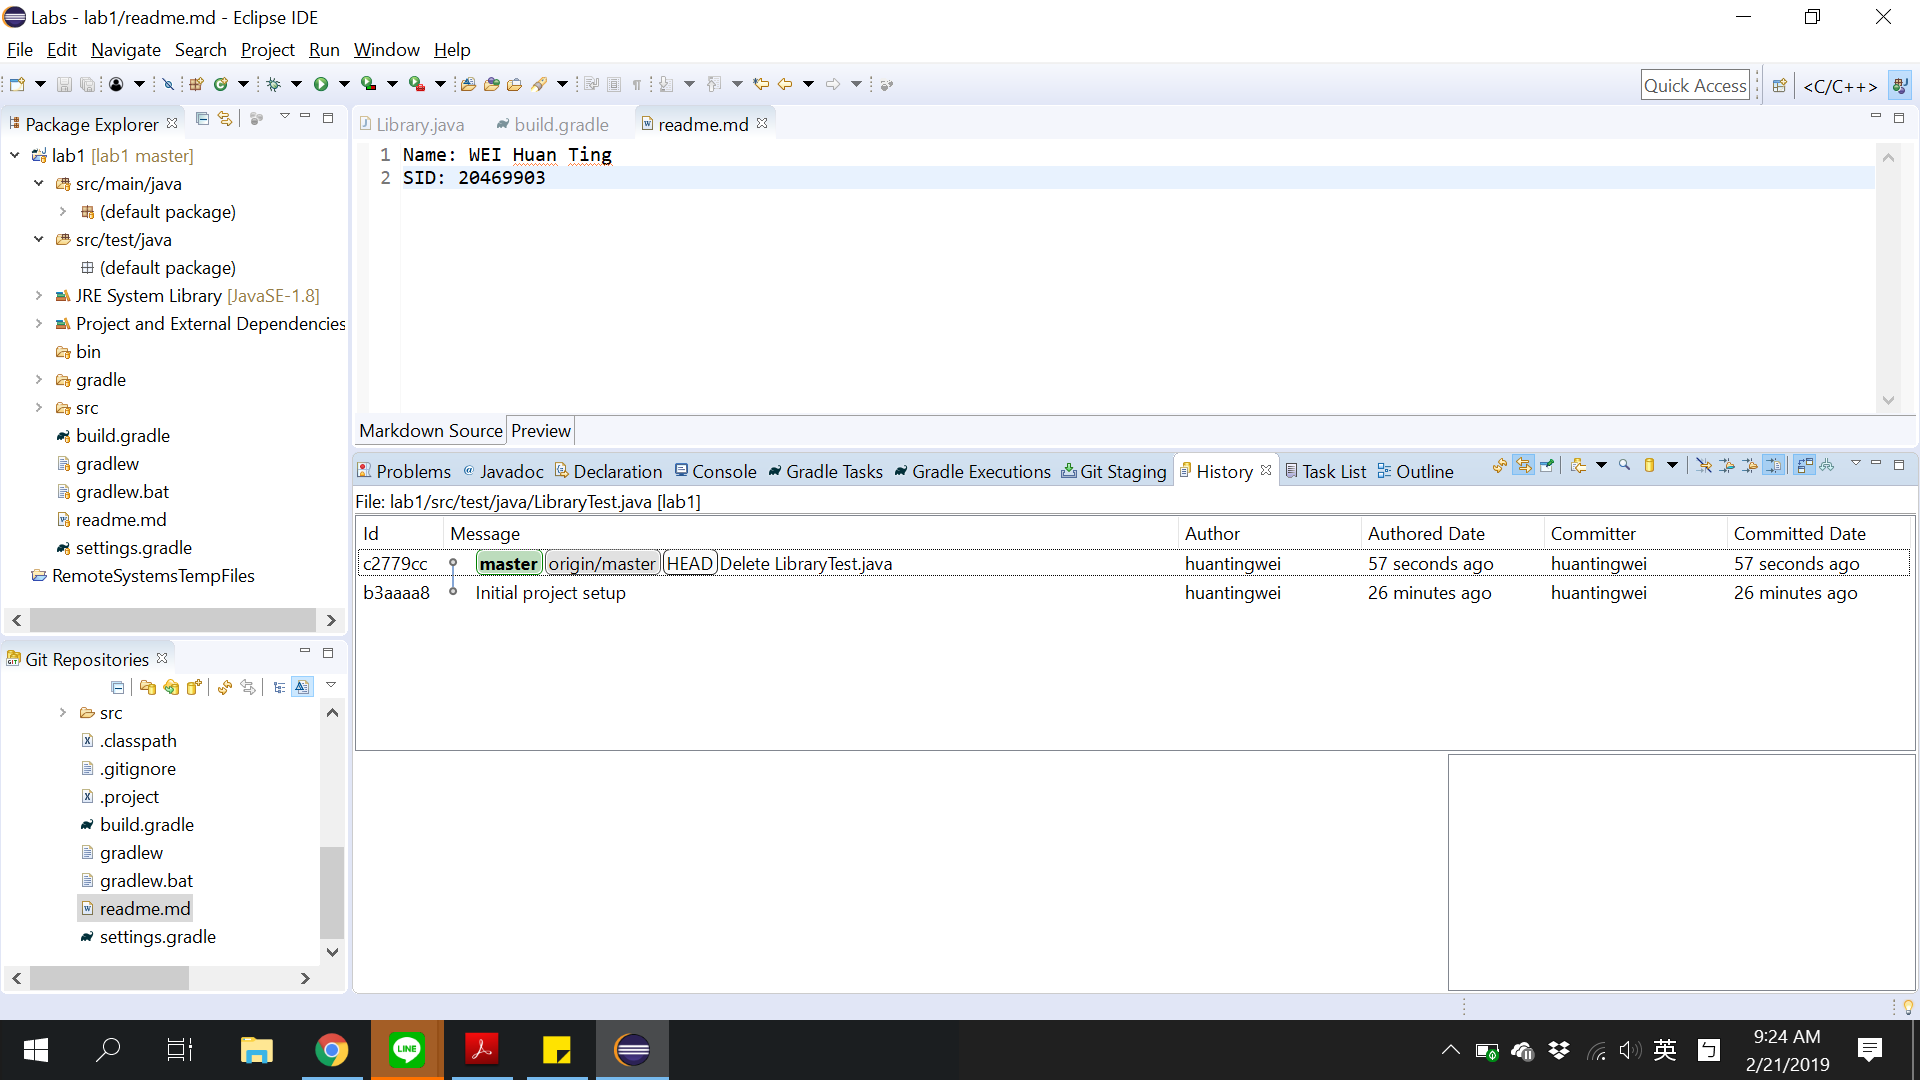 Labs - lab1/readme.md - Eclipse IDE
File Edit Navigate Search Project Run Window Help
Quick Access <C/C++>
Package Explorer
lab1 [lab1 master]
src/main/java
(default package)
src/test/java
(default package)
JRE System Library [JavaSE-1.8]
Project and External Dependencies
bin
gradle
src
build.gradle
gradlew
gradlew.bat
readme.md
settings.gradle
RemoteSystemsTempFiles
Git Repositories
src
.classpath
.gitignore
.project
build.gradle
gradlew
gradlew.bat
readme.md
settings.gradle
Library.java build.gradle readme.md
1 Name: WEI Huan Ting
2 SID: 20469903
Markdown Source Preview
Problems Javadoc Declaration Console Gradle Tasks Gradle Executions Git Staging History Task List Outline
File: lab1/src/test/java/LibraryTest.java [lab1]
Id Message Author Authored Date Committer Committed Date
c2779cc master origin/master HEAD Delete LibraryTest.java huantingwei 57 seconds ago huantingwei 57 seconds ago
b3aaaa8 Initial project setup huantingwei 26 minutes ago huantingwei 26 minutes ago
LINE
英
9:24 AM
2/21/2019